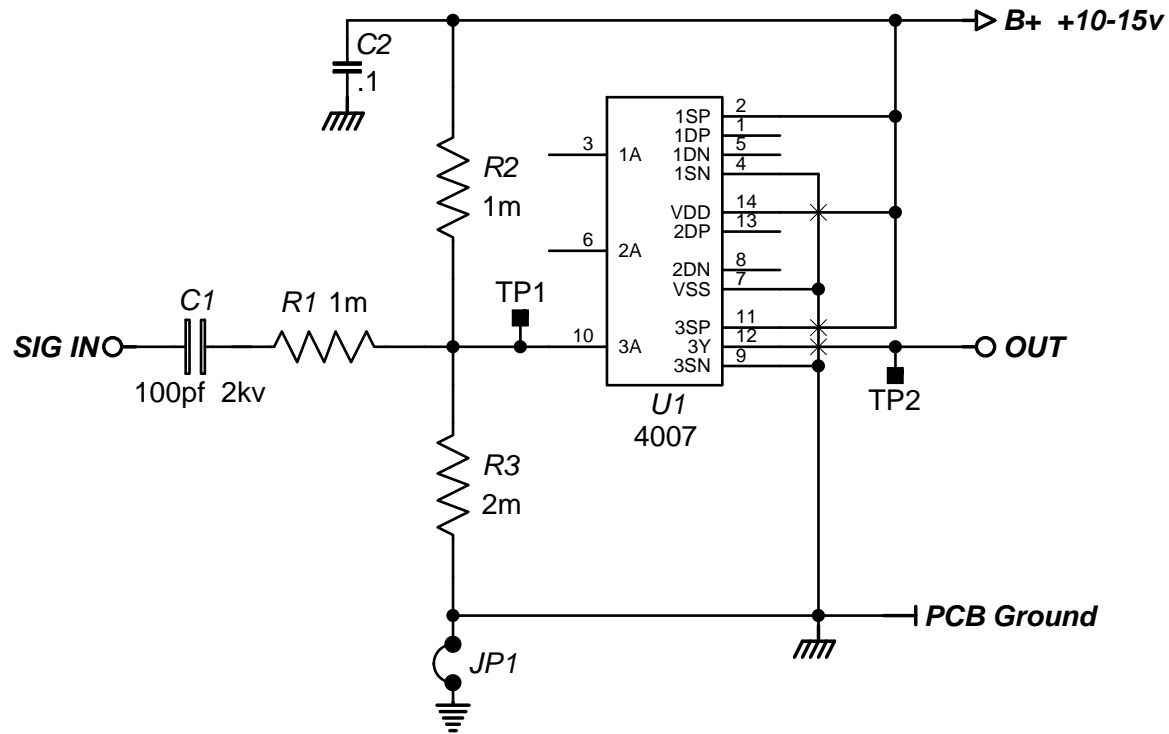 B+ +10-15v
C2
.1
R2
1m
3
1A
6
2A
10
3A
1SP
2
1DP
1
1DN
5
1SN
4
VDD
14
2DP
13
2DN
8
VSS
7
3SP
11
3Y
12
3SN
9
U1
4007
TP1
SIG IN
C1
100pf 2kv
R1 1m
OUT
TP2
R3
2m
PCB Ground
JP1